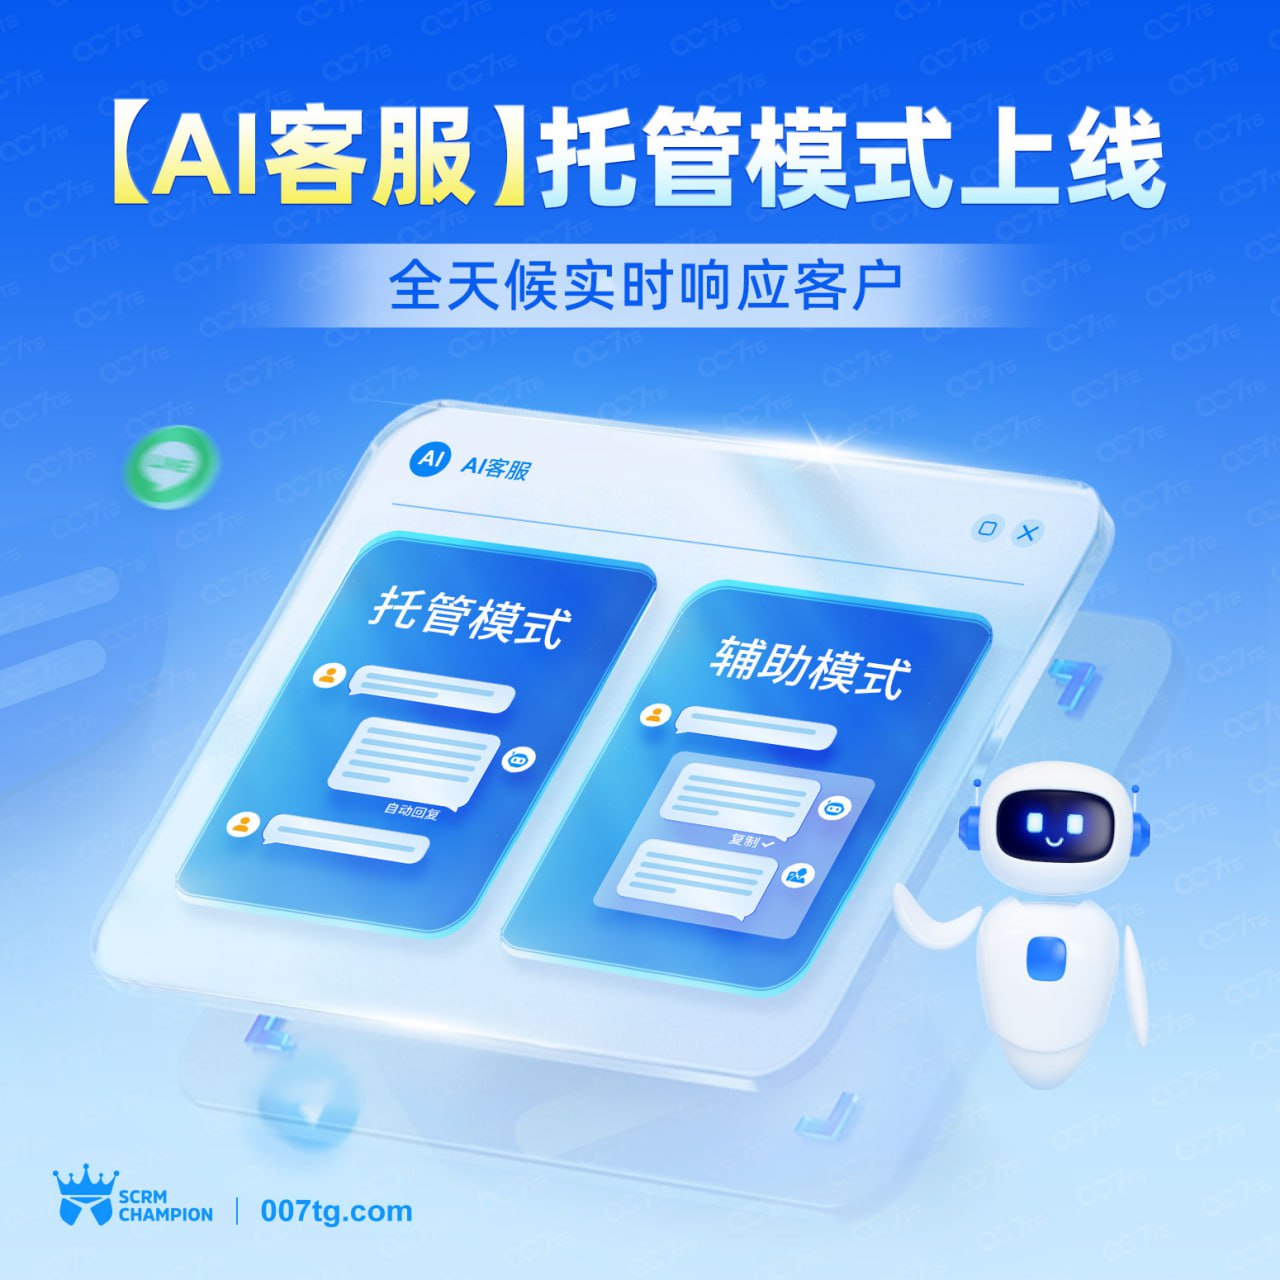 【AI客服】托管模式上线
全天候实时响应客户
AI AI客服
托管模式
自动回复
辅助模式
复制
SCRM
CHAMPION
007tg.com